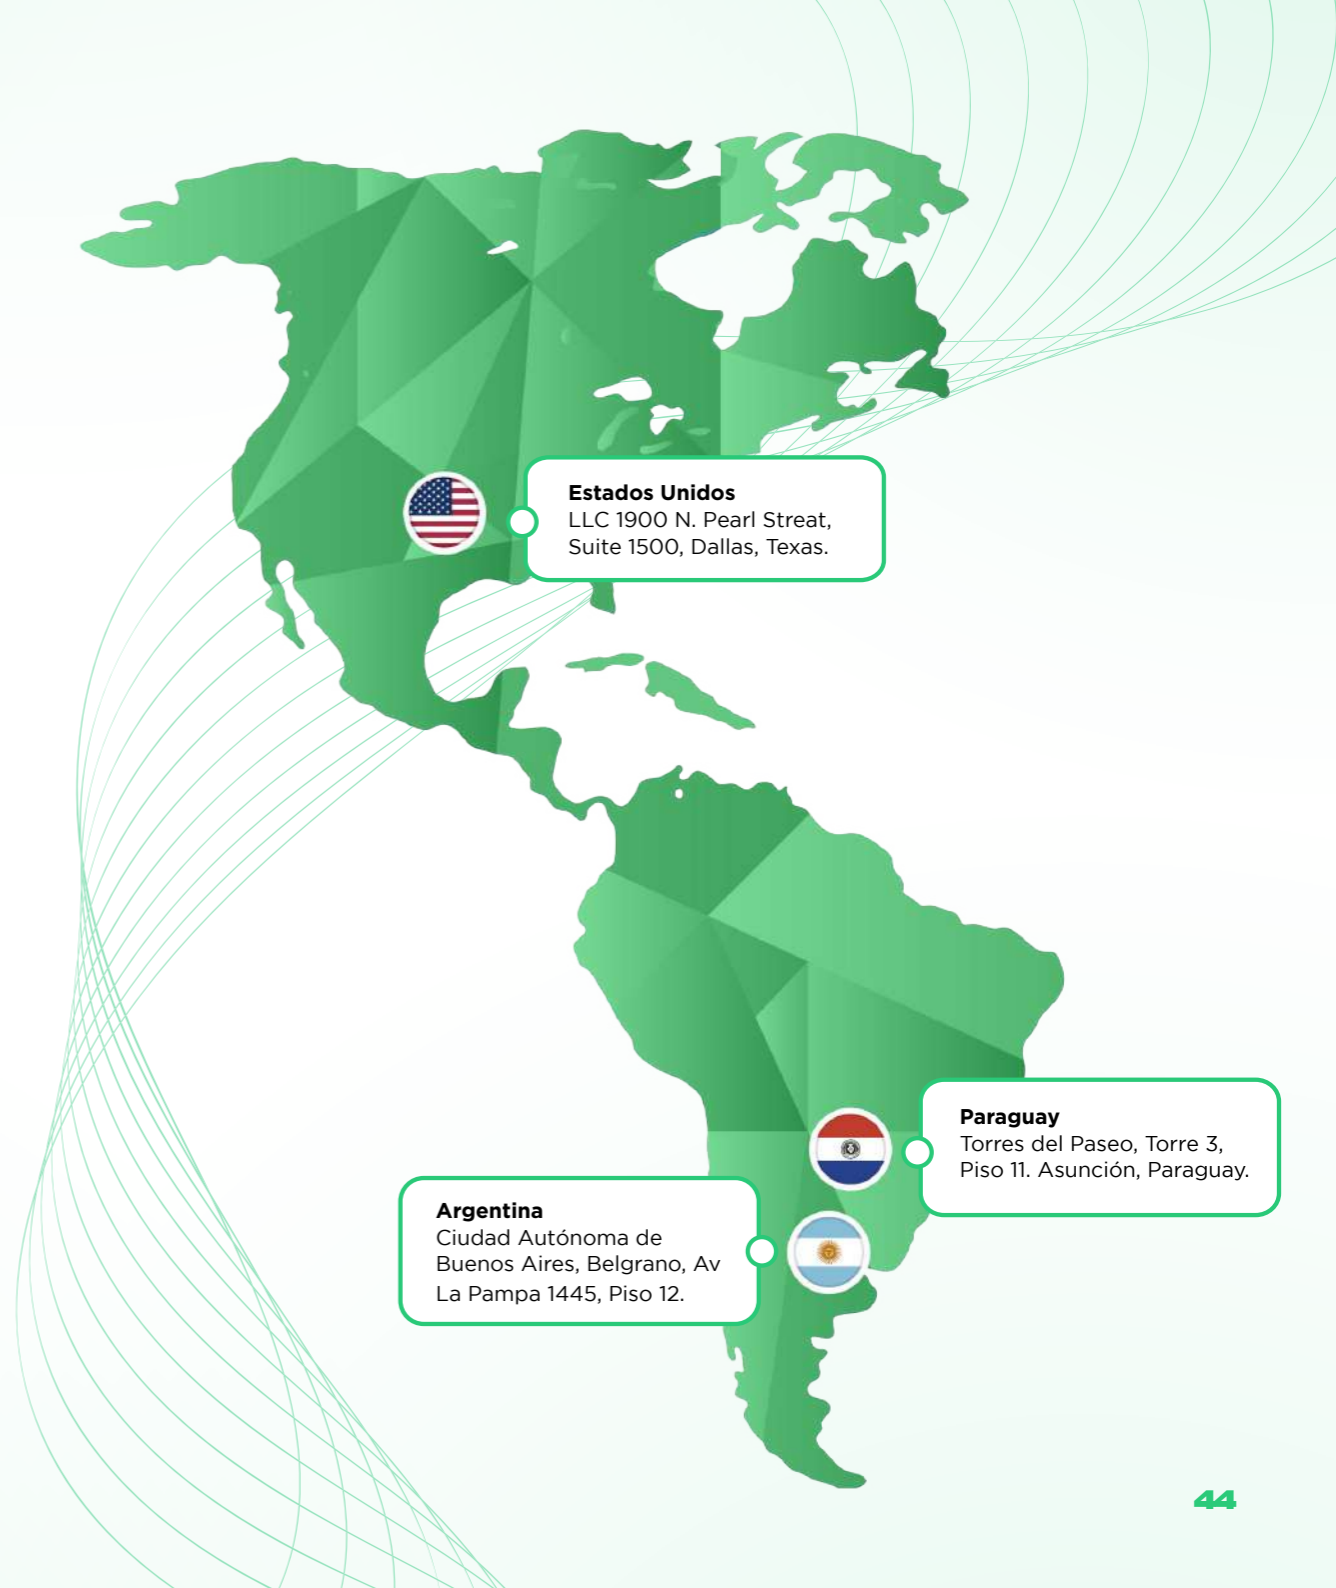 Estados Unidos
LLC 1900 N. Pearl Streat,
Suite 1500, Dallas, Texas.
Paraguay
Torres del Paseo, Torre 3,
Piso 11. Asunción, Paraguay.
Argentina
Ciudad Autónoma de
Buenos Aires, Belgrano, Av
La Pampa 1445, Piso 12.
44